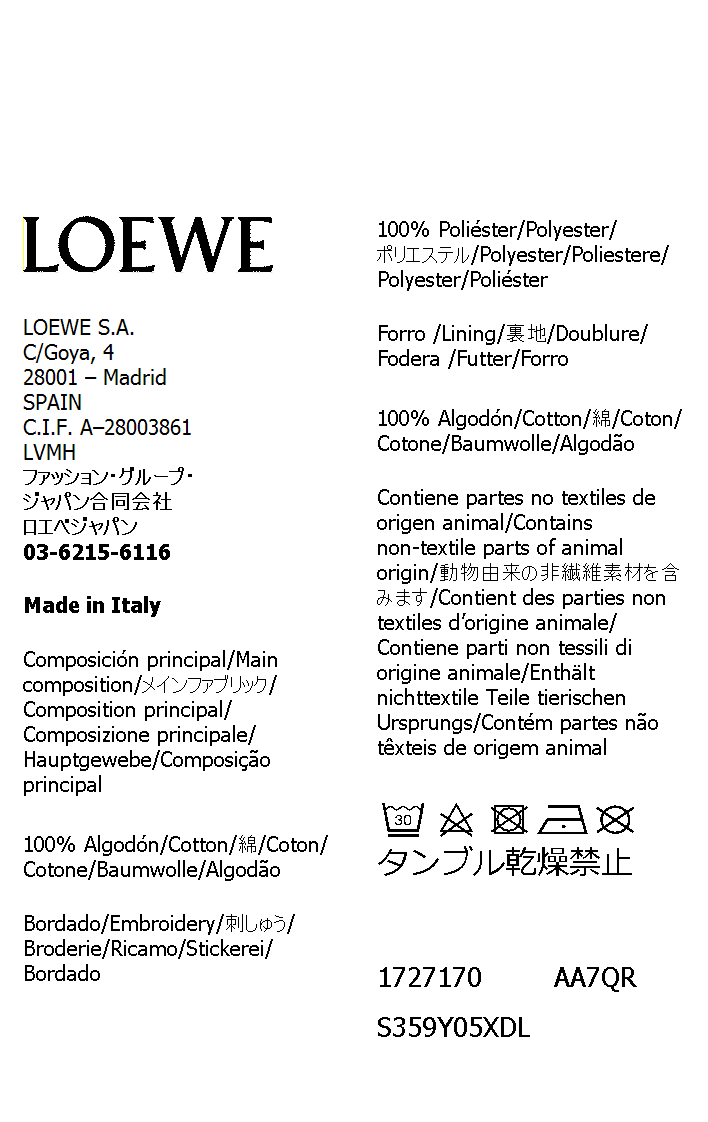 LOEWE
LOEWE S.A.
C/Goya, 4
28001 – Madrid
SPAIN
C.I.F. A–28003861
LVMH
ファッション・グループ・
ジャパン合同会社
ロエベジャパン
03-6215-6116
Made in Italy
Composición principal/Main
composition/メインファブリック/
Composition principal/
Composizione principale/
Hauptgewebe/Composição
principal
100% Algodón/Cotton/綿/Coton/
Cotone/Baumwolle/Algodão
Bordado/Embroidery/刺しゅう/
Broderie/Ricamo/Stickerei/
Bordado
100% Poliéster/Polyester/
ポリエステル/Polyester/Poliestere/
Polyester/Poliéster
Forro /Lining/裏地/Doublure/
Fodera /Futter/Forro
100% Algodón/Cotton/綿/Coton/
Cotone/Baumwolle/Algodão
Contiene partes no textiles de
origen animal/Contains
non-textile parts of animal
origin/動物由来の非繊維素材を含
みます/Contient des parties non
textiles d’origine animale/
Contiene parti non tessili di
origine animale/Enthält
nichttextile Teile tierischen
Ursprungs/Contém partes não
têxteis de origem animal
30
タンブル乾燥禁止
1727170 AA7QR
S359Y05XDL